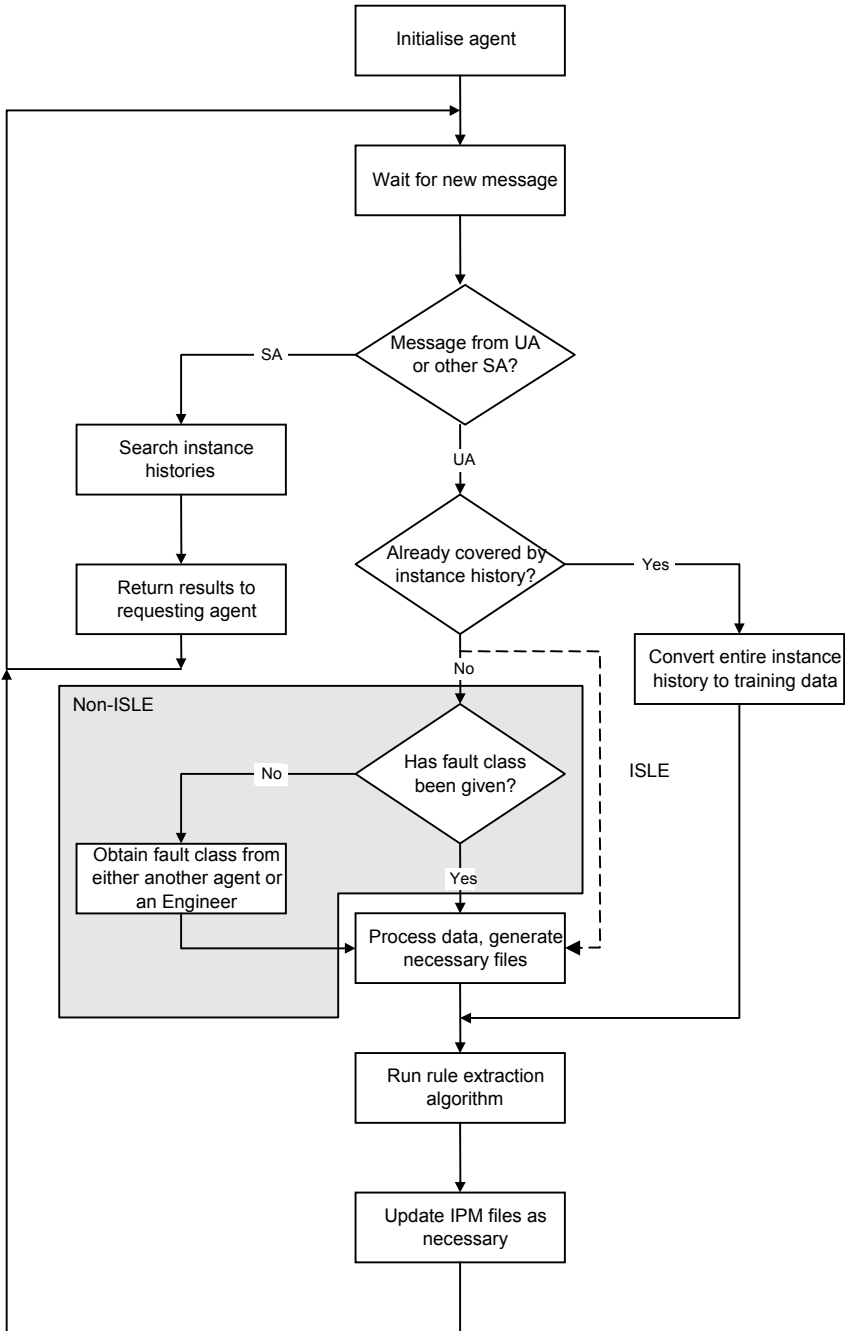 Initialise agent
Wait for new message
Message from UA
or other SA?
SA
UA
Search instance
histories
Already covered by
instance history?
Yes
Return results to
requesting agent
No
Convert entire instance
history to training data
Non-ISLE
Has fault class
been given?
No
ISLE
Obtain fault class from
either another agent or
an Engineer
Yes
Process data, generate
necessary files
Run rule extraction
algorithm
Update IPM files as
necessary